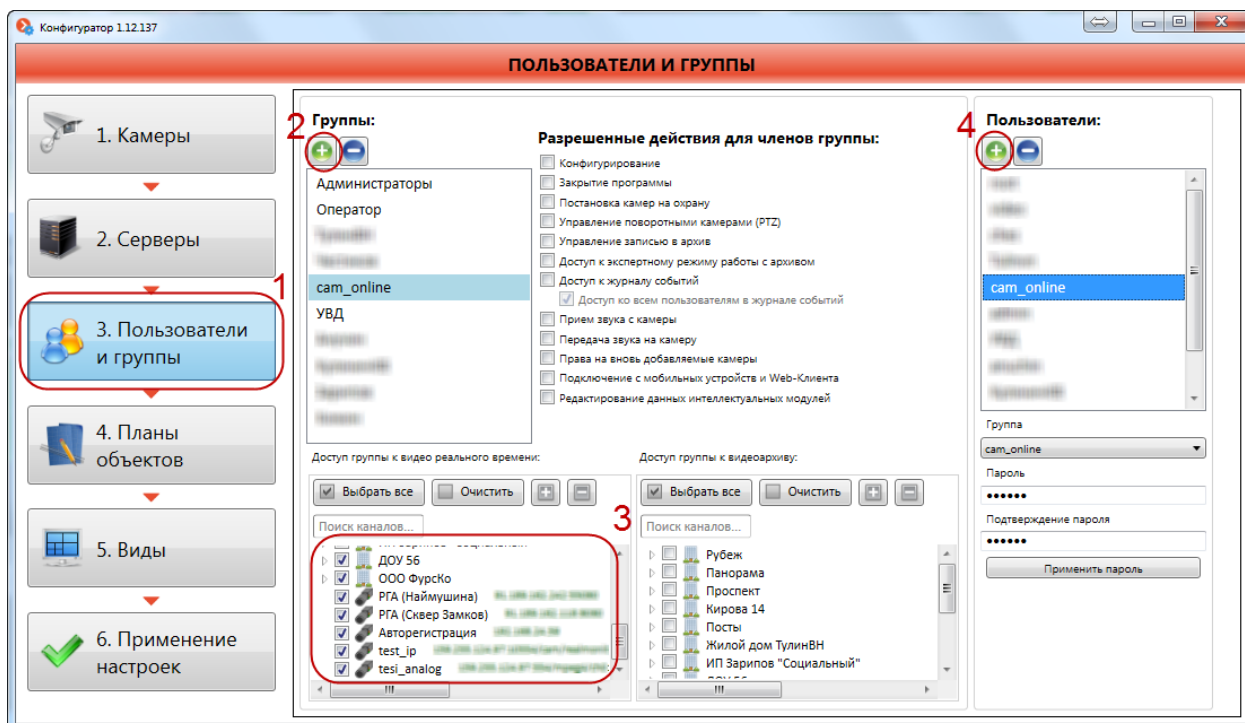 Конфигуратор 1.12.137
ПОЛЬЗОВАТЕЛИ И ГРУППЫ
1. Камеры
2. Серверы
1
3. Пользователи
и группы
4. Планы
объектов
5. Виды
6. Применение
настроек
2
Группы:
Администраторы
Оператор
cam_online
УВД
Разрешенные действия для членов группы:
Конфигурирование
Закрытие программы
Постановка камер на охрану
Управление поворотными камерами (PTZ)
Управление записью в архив
Доступ к экспертному режиму работы с архивом
Доступ к журналу событий
Доступ ко всем пользователям в журнале событий
Прием звука с камеры
Передача звука на камеру
Права на вновь добавляемые камеры
Подключение с мобильных устройств и Web-Клиента
Редактирование данных интеллектуальных модулей
Доступ группы к видео реального времени:
Выбрать все
Очистить
Поиск каналов...
3
ДОУ 56
ООО ФурсКо
РГА (Наймушина)
РГА (Сквер Замков)
Авторегистрация
test_ip
tesi_analog
Доступ группы к видеоархиву:
Выбрать все
Очистить
Поиск каналов...
Рубеж
Панорама
Проспект
Кирова 14
Посты
Жилой дом ТулинВН
ИП Зарипов "Социальный"
4
Пользователи:
cam_online
Группа
cam_online
Пароль
Подтверждение пароля
Применить пароль